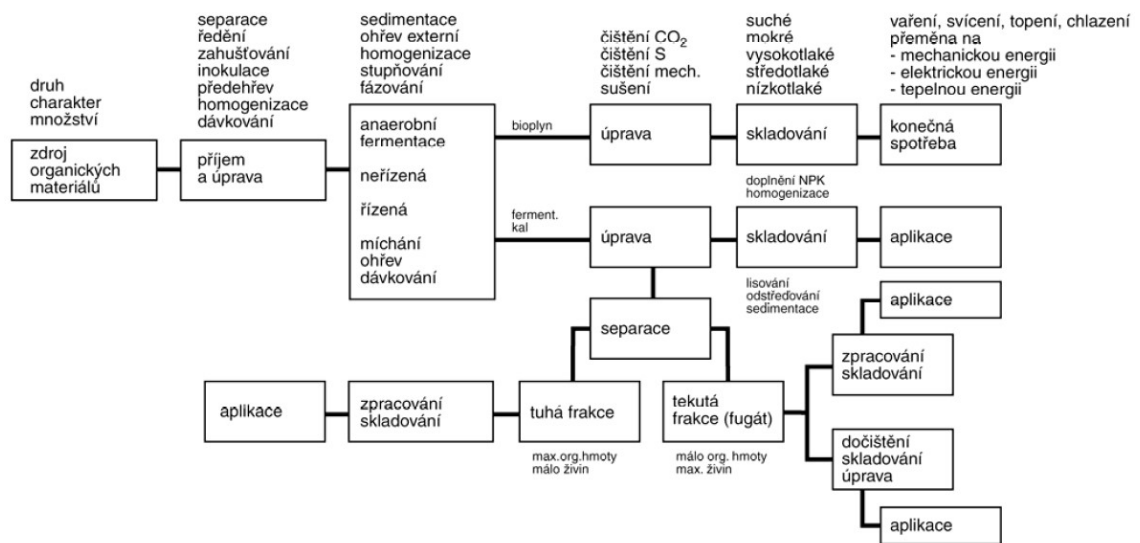 druh
charakter
množství
separace
ředění
zahušťování
inokulace
předehřev
homogenizace
dávkování
sedimentace
ohřev externí
homogenizace
stupňování
fázování
čištění CO₂
čištění S
čištění mech.
sušení
suché
mokré
vysokotlaké
středotlaké
nízkotlaké
vaření, svícení, topení, chlazení
přeměna na
- mechanickou energii
- elektrickou energii
- tepelnou energii
zdroj
organických
materiálů
příjem
a úprava
anaerobní
fermentace
neřízená
řízená
míchání
ohřev
dávkování
bioplyn
úprava
skladování
konečná
spotřeba
ferment.
kal
úprava
doplnění NPK
homogenizace
skladování
aplikace
lisování
odstřeďování
sedimentace
separace
aplikace
zpracování
skladování
tuhá frakce
max.org.hmoty
málo živin
tekutá
frakce (fugát)
málo org. hmoty
max. živin
aplikace
zpracování
skladování
dočištění
skladování
úprava
aplikace